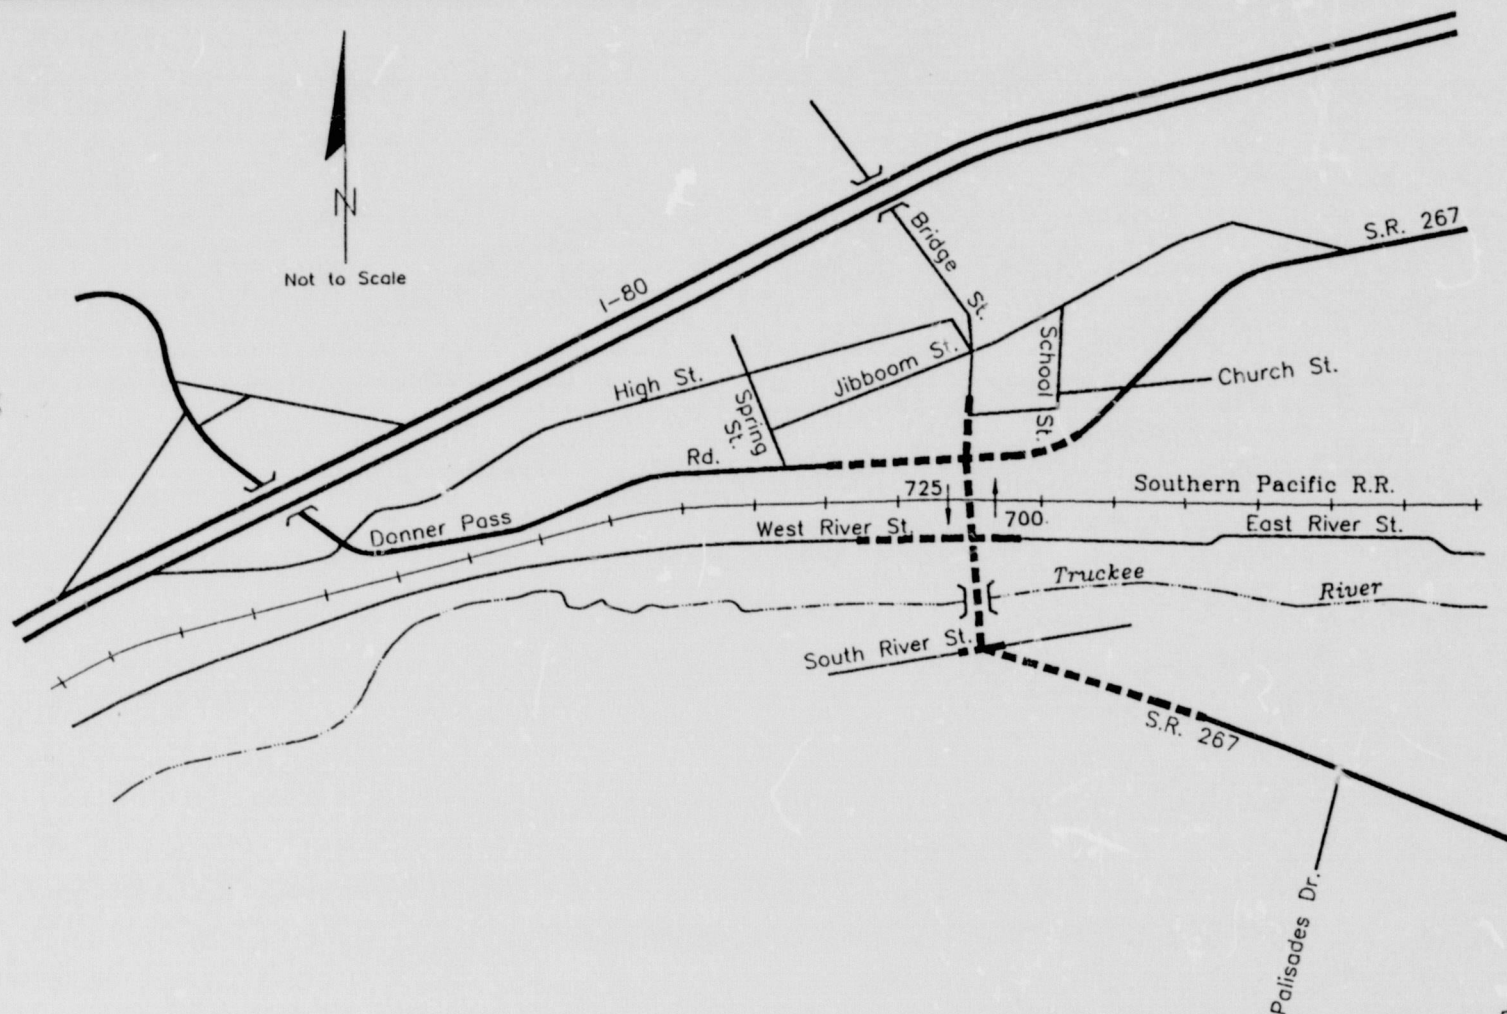 N
Not to Scale
S.R. 267
Bridge St.
I-80
School St.
Church St.
High St.
Jibboom St.
Spring St.
Rd.
725
Southern Pacific R.R.
Donner Pass
West River St.
700
East River St.
Truckee
River
South River St.
S.R. 267
Palisades Dr.